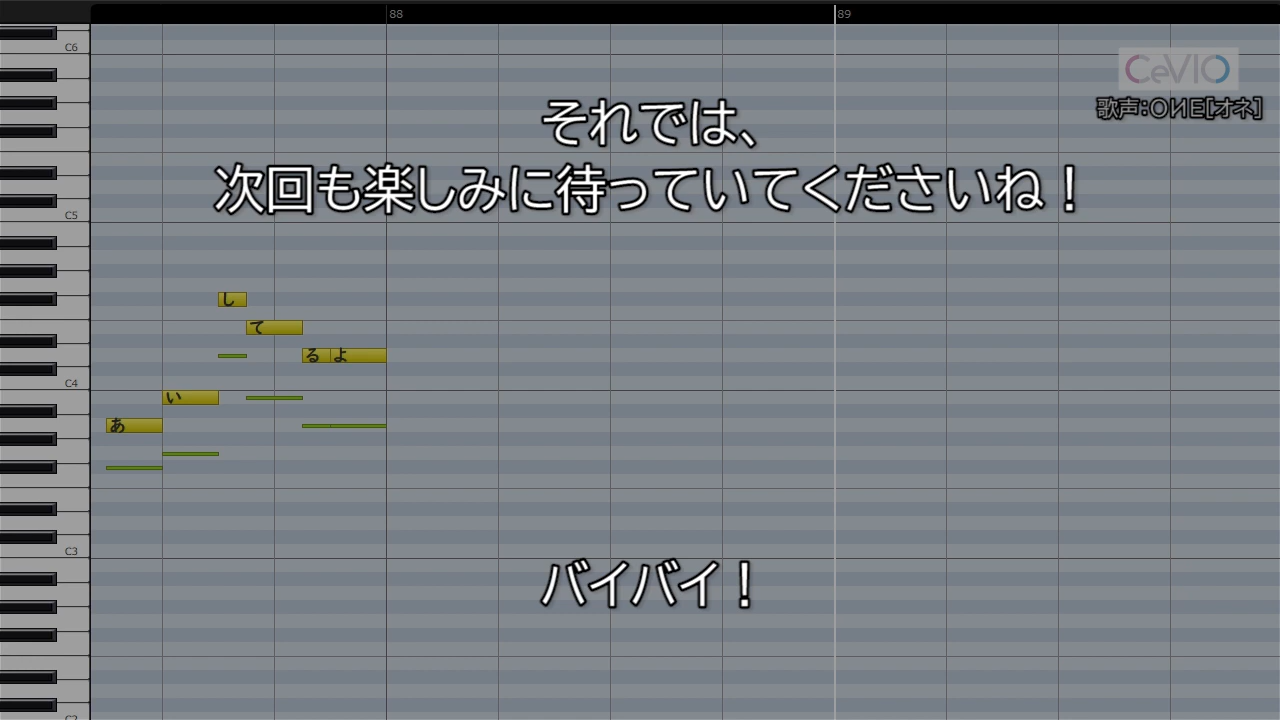 88
89
C6
CeVIO
歌声:OИE[オネ]
それでは、
次回も楽しみに待っていてくださいね！
C5
し
て
る よ
C4
い
あ
C3
バイバイ！
C2